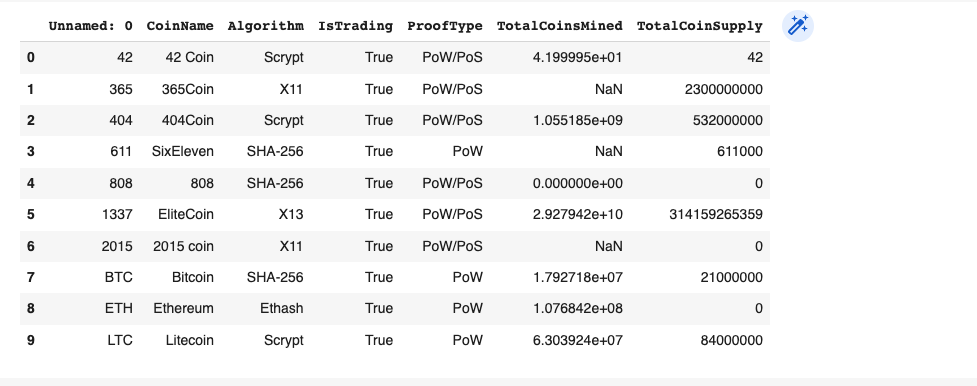 Unnamed: 0 CoinName Algorithm IsTrading ProofType TotalCoinsMined TotalCoinSupply
0 42 42 Coin Scrypt True PoW/PoS 4.199995e+01 42
1 365 365Coin X11 True PoW/PoS NaN 2300000000
2 404 404Coin Scrypt True PoW/PoS 1.055185e+09 532000000
3 611 SixEleven SHA-256 True PoW NaN 611000
4 808 808 SHA-256 True PoW/PoS 0.000000e+00 0
5 1337 EliteCoin X13 True PoW/PoS 2.927942e+10 314159265359
6 2015 2015 coin X11 True PoW/PoS NaN 0
7 BTC Bitcoin SHA-256 True PoW 1.792718e+07 21000000
8 ETH Ethereum Ethash True PoW 1.076842e+08 0
9 LTC Litecoin Scrypt True PoW 6.303924e+07 84000000